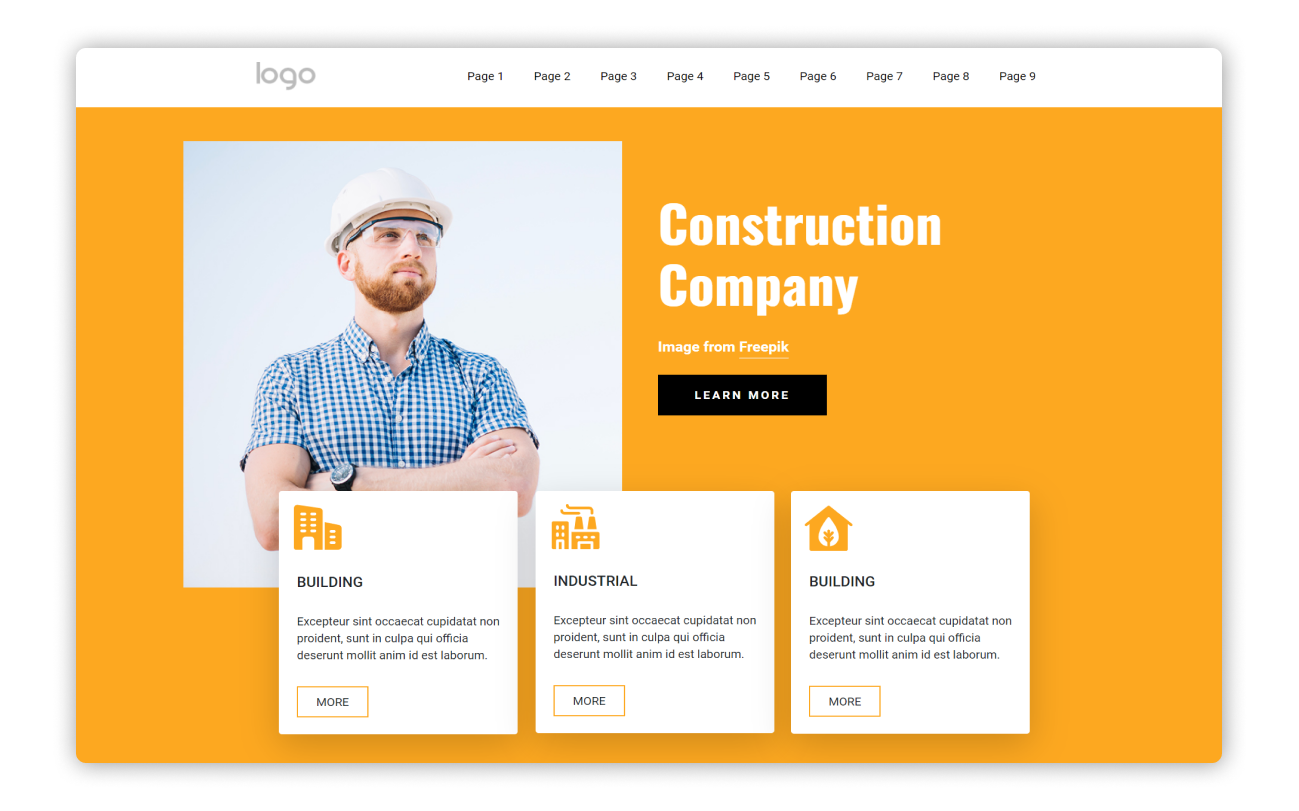 logo
Page 1 Page 2 Page 3 Page 4 Page 5 Page 6 Page 7 Page 8 Page 9
Construction
Company
Image from Freepik
LEARN MORE
BUILDING
Excepteur sint occaecat cupidatat non
proident, sunt in culpa qui officia
deserunt mollit anim id est laborum.
MORE
INDUSTRIAL
Excepteur sint occaecat cupidatat non
proident, sunt in culpa qui officia
deserunt mollit anim id est laborum.
MORE
BUILDING
Excepteur sint occaecat cupidatat non
proident, sunt in culpa qui officia
deserunt mollit anim id est laborum.
MORE